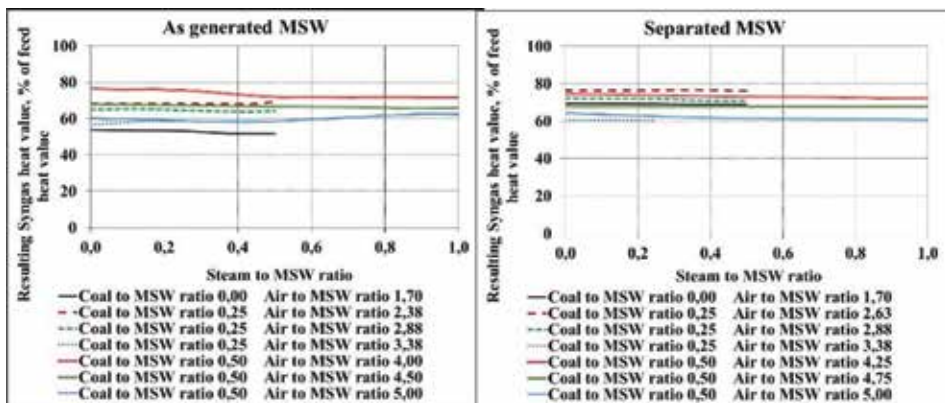 As generated MSW
Resulting Syngas heat value, % of feed
heat value
100
80
60
40
20
0
0,0 0,2 0,4 0,6 0,8 1,0
Steam to MSW ratio
Coal to MSW ratio 0,00 Air to MSW ratio 1,70
Coal to MSW ratio 0,25 Air to MSW ratio 2,38
Coal to MSW ratio 0,25 Air to MSW ratio 2,88
Coal to MSW ratio 0,25 Air to MSW ratio 3,38
Coal to MSW ratio 0,50 Air to MSW ratio 4,00
Coal to MSW ratio 0,50 Air to MSW ratio 4,50
Coal to MSW ratio 0,50 Air to MSW ratio 5,00
Separated MSW
Resulting Syngas heat value, % of feed
heat value
100
80
60
40
20
0
0,0 0,2 0,4 0,6 0,8 1,0
Steam to MSW ratio
Coal to MSW ratio 0,00 Air to MSW ratio 1,70
Coal to MSW ratio 0,25 Air to MSW ratio 2,63
Coal to MSW ratio 0,25 Air to MSW ratio 2,88
Coal to MSW ratio 0,25 Air to MSW ratio 3,38
Coal to MSW ratio 0,50 Air to MSW ratio 4,25
Coal to MSW ratio 0,50 Air to MSW ratio 4,75
Coal to MSW ratio 0,50 Air to MSW ratio 5,00